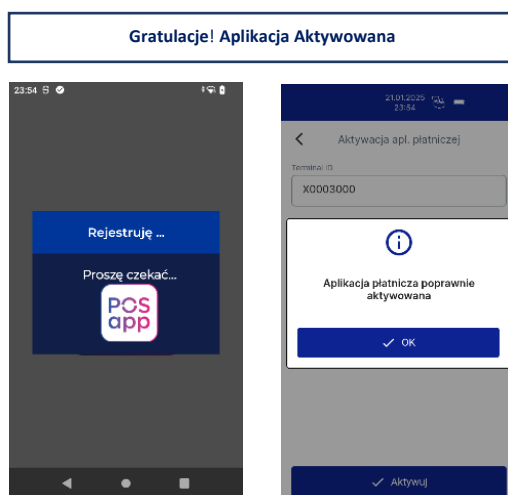 Gratulacje! Aplikacja Aktywowana
23:54
Rejestruję ...
Proszę czekać...
POS
app
21.01.2025
23:54
Aktywacja apl. płatniczej
Terminal ID
X0003000
Aplikacja płatnicza poprawnie
aktywowana
OK
Aktywuj